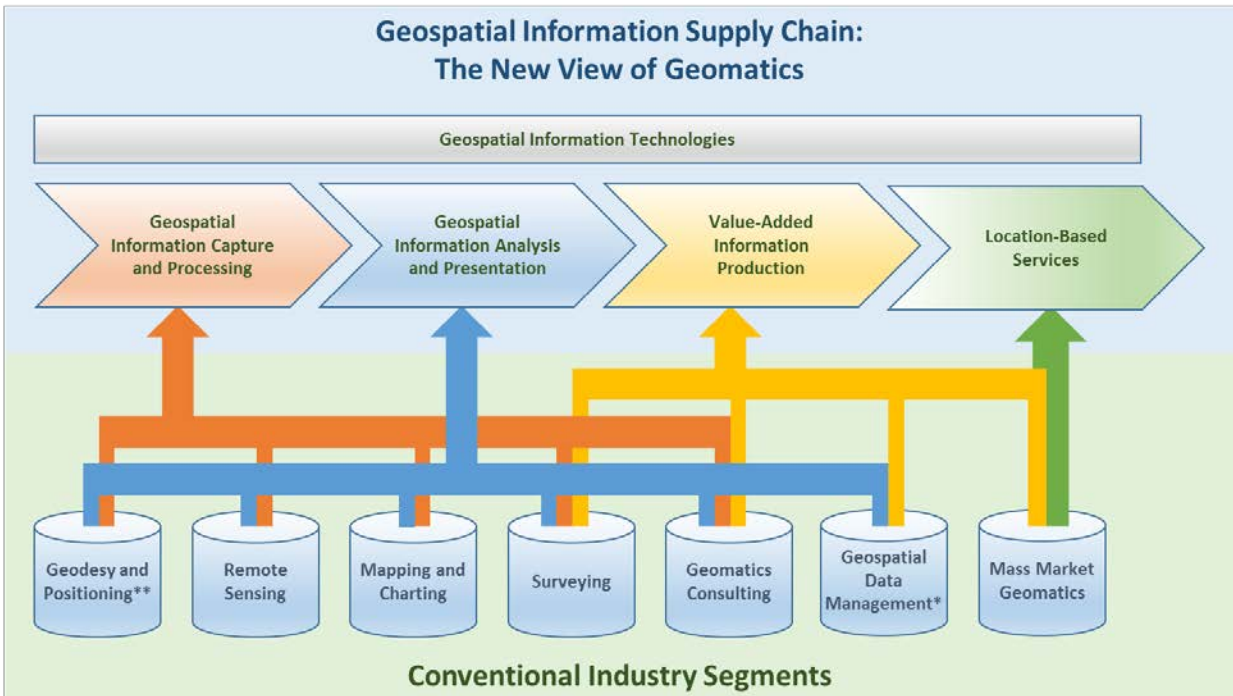 Geospatial Information Supply Chain:
The New View of Geomatics
Geospatial Information Technologies
Geospatial
Information Capture
and Processing
Geospatial
Information Analysis
and Presentation
Value-Added
Information
Production
Location-Based
Services
Geodesy and
Positioning**
Remote
Sensing
Mapping and
Charting
Surveying
Geomatics
Consulting
Geospatial
Data
Management*
Mass Market
Geomatics
Conventional Industry Segments